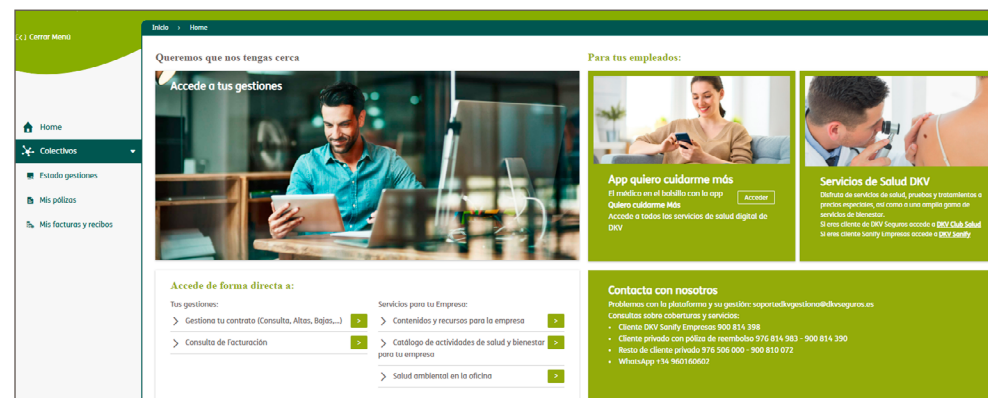 (<) Cerrar Menú
Inicio › Home
Home
Colectivos
Estado gestiones
Mis pólizas
Mis facturas y recibos
Queremos que nos tengas cerca
Accede a tus gestiones
Para tus empleados:
App quiero cuidarme más
El médico en el bolsillo con la app
Quiero cuidarme Más
Accede a todos los servicios de salud digital de
DKV
Acceder
Servicios de Salud DKV
Disfruta de servicios de salud, pruebas y tratamientos a
precios especiales, así como a una amplia gama de
servicios de bienestar.
Si eres cliente de DKV Seguros accede a DKV Club Salud
Si eres cliente Sanify Empresas accede a DKV Sanify
Accede de forma directa a:
Tus gestiones:
> Gestiona tu contrato (Consulta, Altas, Bajas,...) >
> Consulta de facturación >
Servicios para tu Empresa:
> Contenidos y recursos para la empresa >
> Catálogo de actividades de salud y bienestar >
para tu empresa
> Salud ambiental en la oficina >
Contacta con nosotros
Problemas con la plataforma y su gestión: soportedkvgestiona@dkvseguros.es
Consultas sobre coberturas y servicios:
• Cliente DKV Sanify Empresas 900 814 398
• Cliente privado con póliza de reembolso 976 814 983 - 900 814 390
• Resto de cliente privado 976 506 000 - 900 810 072
• WhatsApp +34 960160602